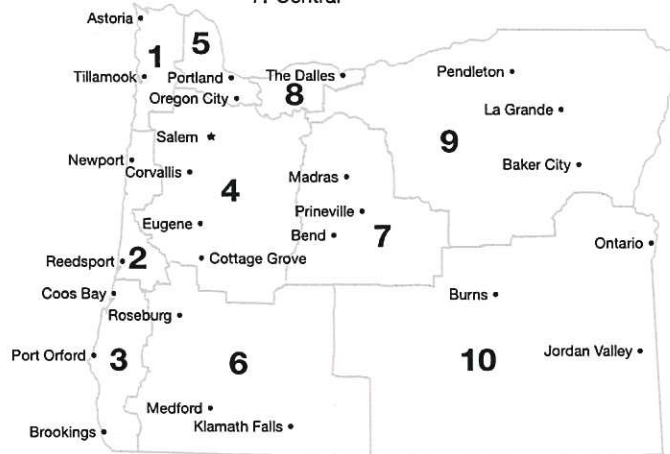 7. Central
Astoria
5
1
Tillamook
Portland
The Dalles
Pendleton
Oregon City
8
La Grande
Salem
9
Newport
Corvallis
Baker City
Madras
4
Prineville
Eugene
Bend
7
Ontario
Reedsport
2
Cottage Grove
Coos Bay
Burns
Roseburg
Port Orford
3
6
10
Jordan Valley
Medford
Klamath Falls
Brookings